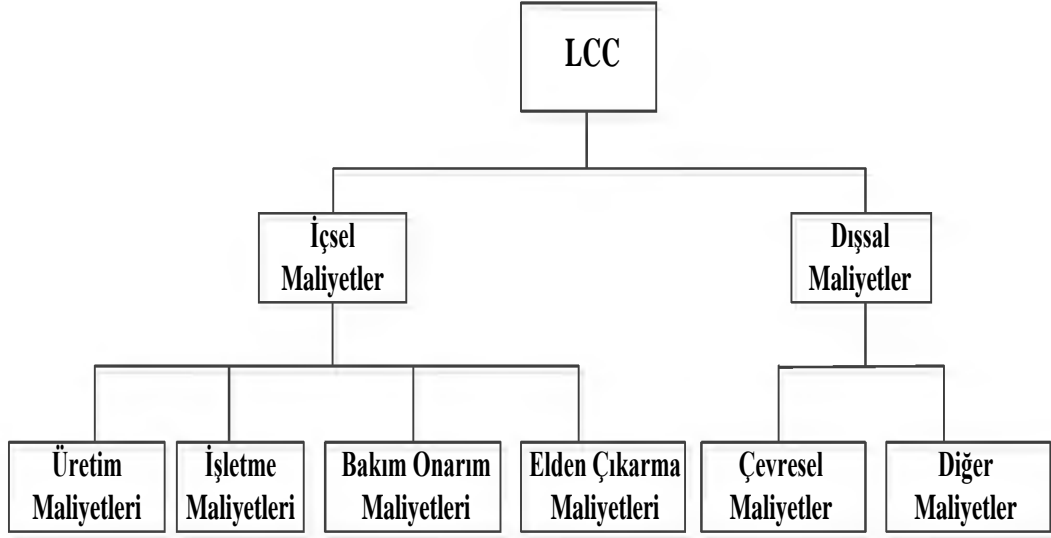 LCC
İçsel
Maliyetler
Dışsal
Maliyetler
Üretim
Maliyetleri
İşletme
Maliyetleri
Bakım Onarım
Maliyetleri
Elden Çıkarma
Maliyetleri
Çevresel
Maliyetler
Diğer
Maliyetler